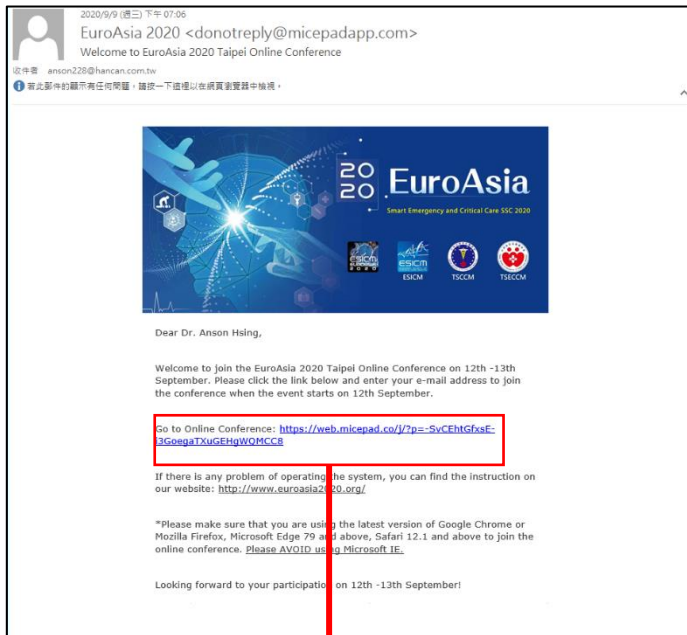 2020/9/9 (週三) 下午 07:06
EuroAsia 2020 <donotreply@micepadapp.com>
Welcome to EuroAsia 2020 Taipei Online Conference
收件者 anson228@hancan.com.tw
若此郵件的顯示有任何問題，請按一下這裡以在網頁瀏覽器中檢視。
20
20
EuroAsia
Smart Emergency and Critical Care SSC 2020
ESICM
ESICM
TSCCM
TSECCM
Dear Dr. Anson Hsing,
Welcome to join the EuroAsia 2020 Taipei Online Conference on 12th -13th
September. Please click the link below and enter your e-mail address to join
the conference when the event starts on 12th September.
Go to Online Conference: https://web.micepad.co/j/?p=-SvCEhtGfxsE-
i3GoegaTXuGEHgWQMCC8
If there is any problem of operating the system, you can find the instruction on
our website: http://www.euroasia2020.org/
*Please make sure that you are using the latest version of Google Chrome or
Mozilla Firefox, Microsoft Edge 79 and above, Safari 12.1 and above to join the
online conference. Please AVOID using Microsoft IE.
Looking forward to your participation on 12th -13th September!